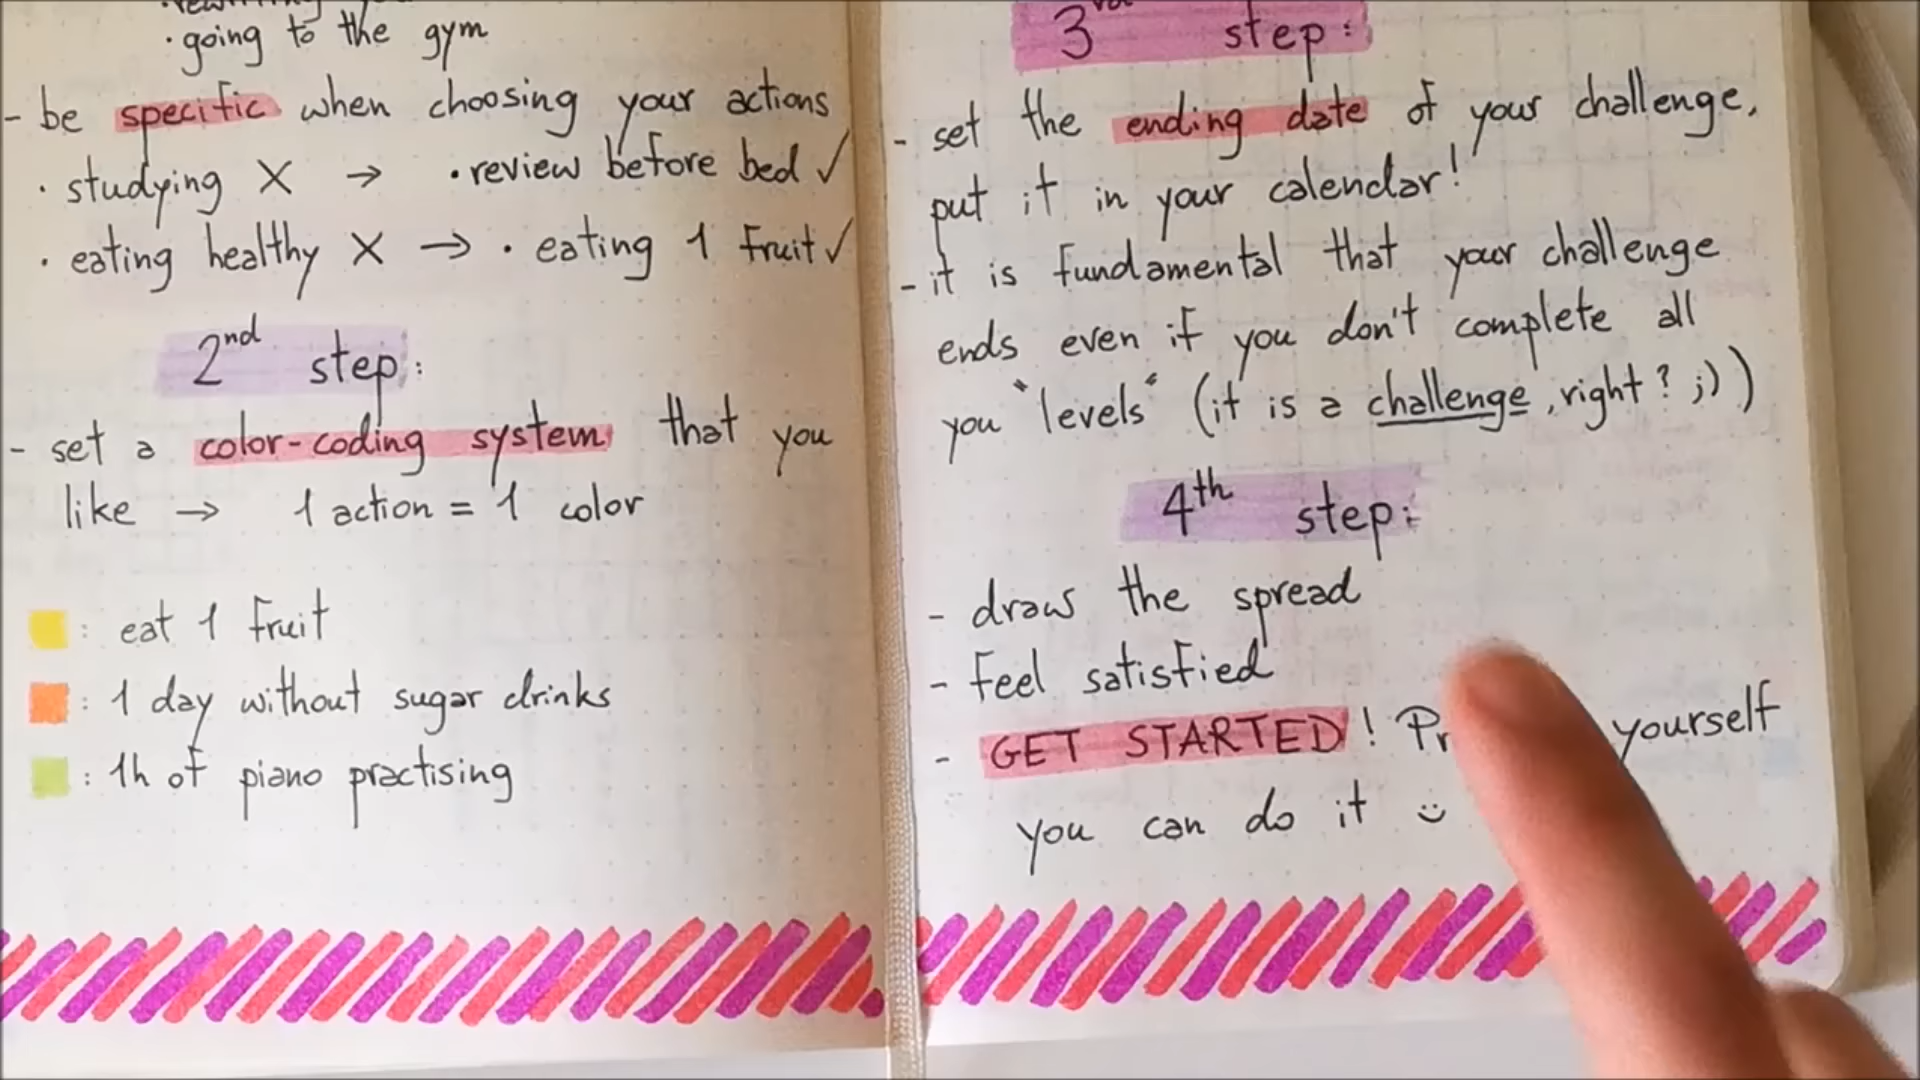 · going to the gym
- be specific when choosing your actions
· studying X → · review before bed ✓
· eating healthy X → · eating 1 fruit ✓
2nd step:
- set a color-coding system that you
like → 1 action = 1 color
: eat 1 fruit
: 1 day without sugar drinks
: 1h of piano practising
3rd step:
- set the ending date of your challenge,
put it in your calendar!
- it is fundamental that your challenge
ends even if you don't complete all
you "levels" (it is a challenge, right? ;))
4th step:
- draw the spread
- feel satisfied
- GET STARTED! yourself
you can do it :)